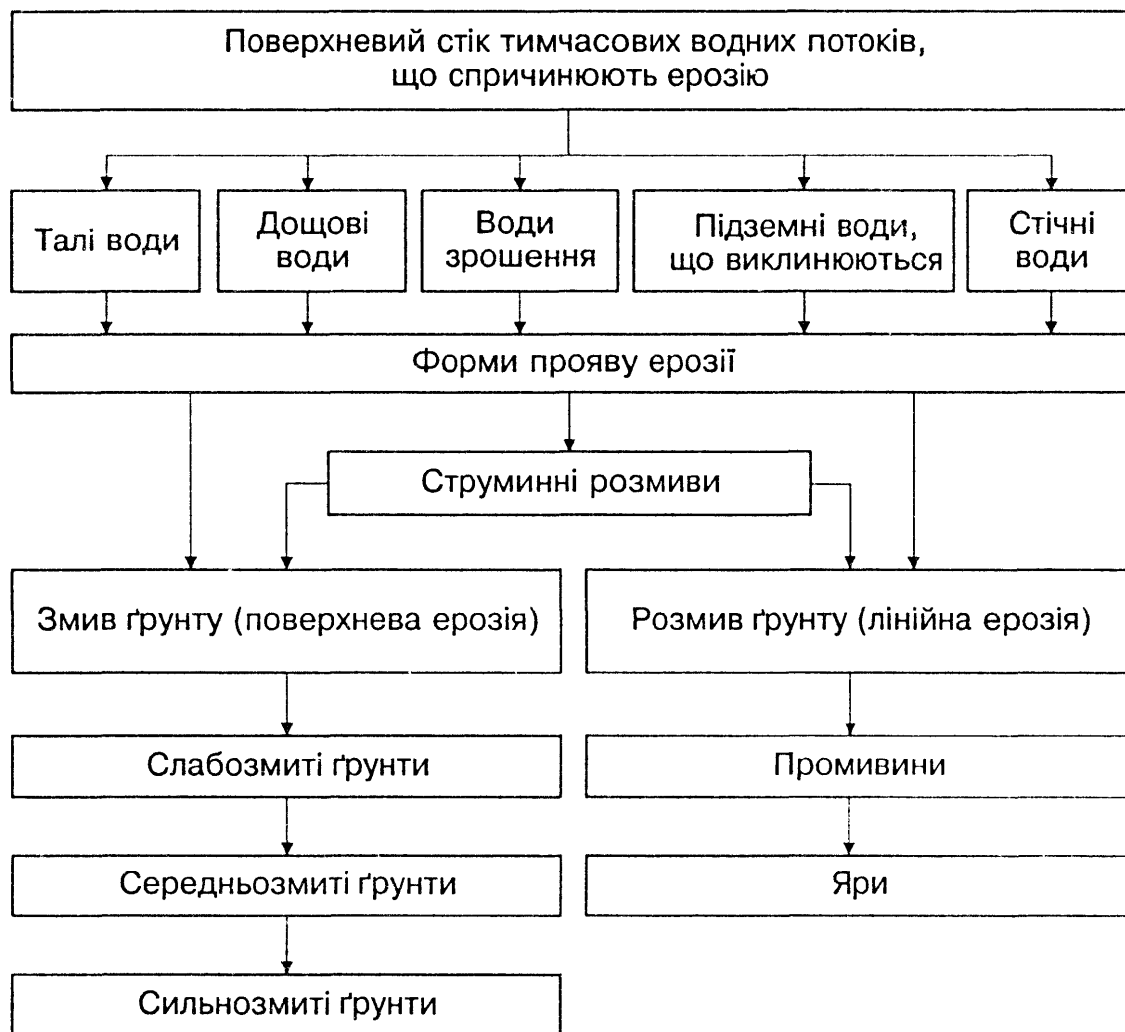 Поверхневий стік тимчасових водних потоків,
що спричинюють ерозію
Талі води
Дощові
води
Води
зрошення
Підземні води,
що виклинюються
Стічні
води
Форми прояву ерозії
Струминні розмиви
Змив ґрунту (поверхнева ерозія)
Розмив ґрунту (лінійна ерозія)
Слабозмиті ґрунти
Промивини
Середньозмиті ґрунти
Яри
Сильнозмиті ґрунти